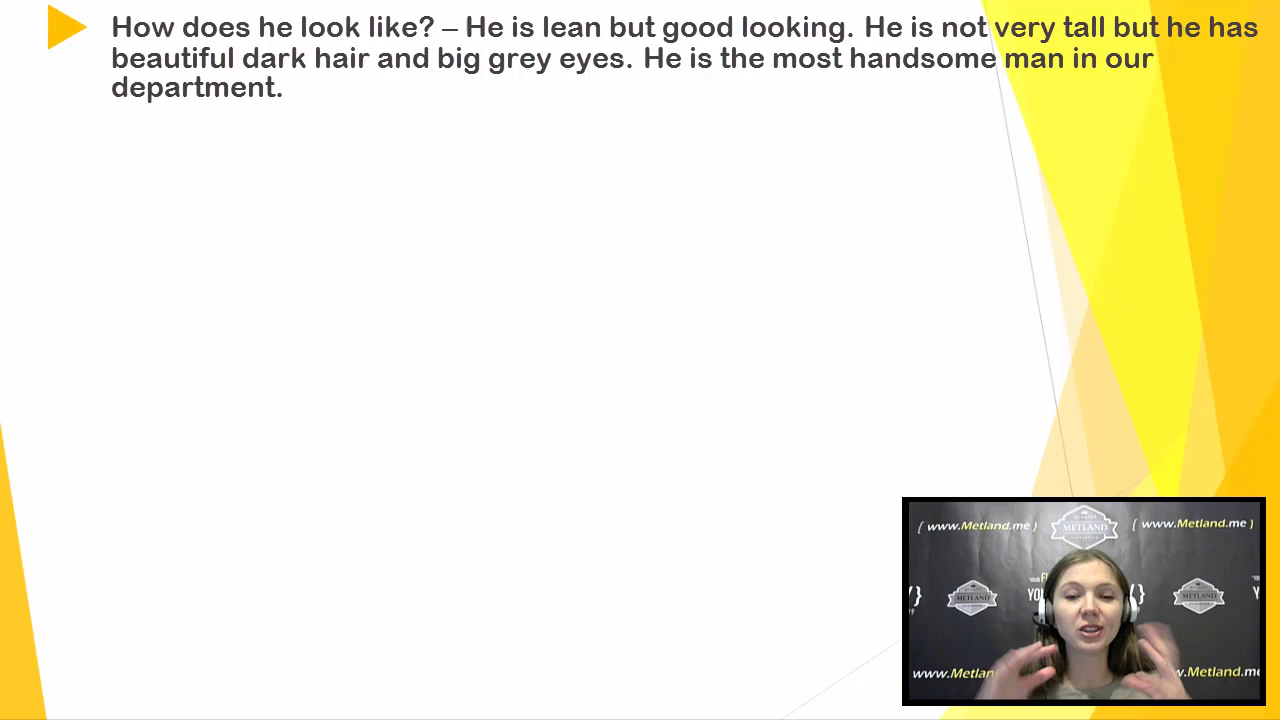 How does he look like? – He is lean but good looking. He is not very tall but he has
beautiful dark hair and big grey eyes. He is the most handsome man in our
department.
{ www.Metland.me )
METLAND
{ www.Metland.me }
METLAND
METLAND
www.Metlan
www.Metland.me